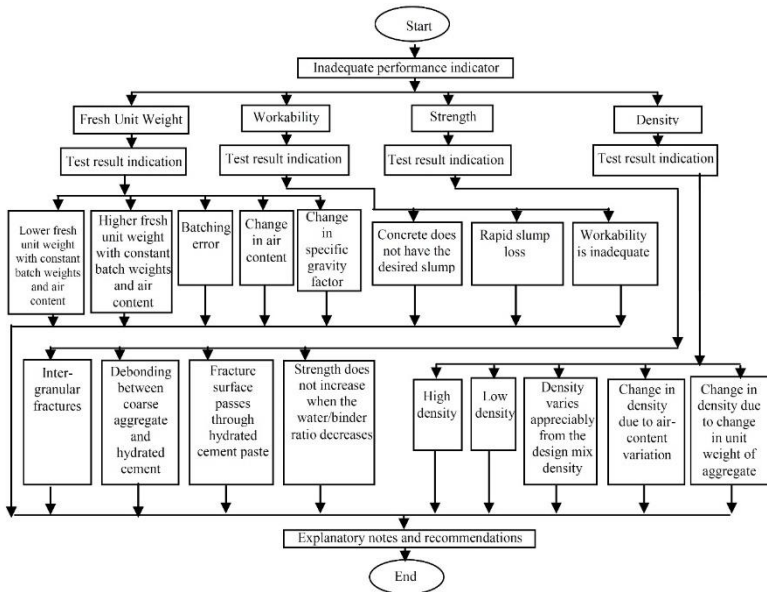 Start
Inadequate performance indicator
Fresh Unit Weight
Workability
Strength
Density
Test result indication
Test result indication
Test result indication
Test result indication
Lower fresh
unit weight
with constant
batch weights
and air
content
Higher fresh
unit weight
with constant
batch weights
and air
content
Batching
error
Change
in air
content
Change
in
specific
gravity
factor
Concrete does
not have the
desired slump
Rapid slump
loss
Workability
is inadequate
Inter-
granular
fractures
Debonding
between
coarse
aggregate
and
hydrated
cement
Fracture
surface
passes
through
hydrated
cement paste
Strength does
not increase
when the
water/binder
ratio decreases
High
density
Low
density
Density
varies
appreciably
from the
design mix
density
Change in
density
due to air-
content
variation
Change in
density due
to change
in unit
weight of
aggregate
Explanatory notes and recommendations
End